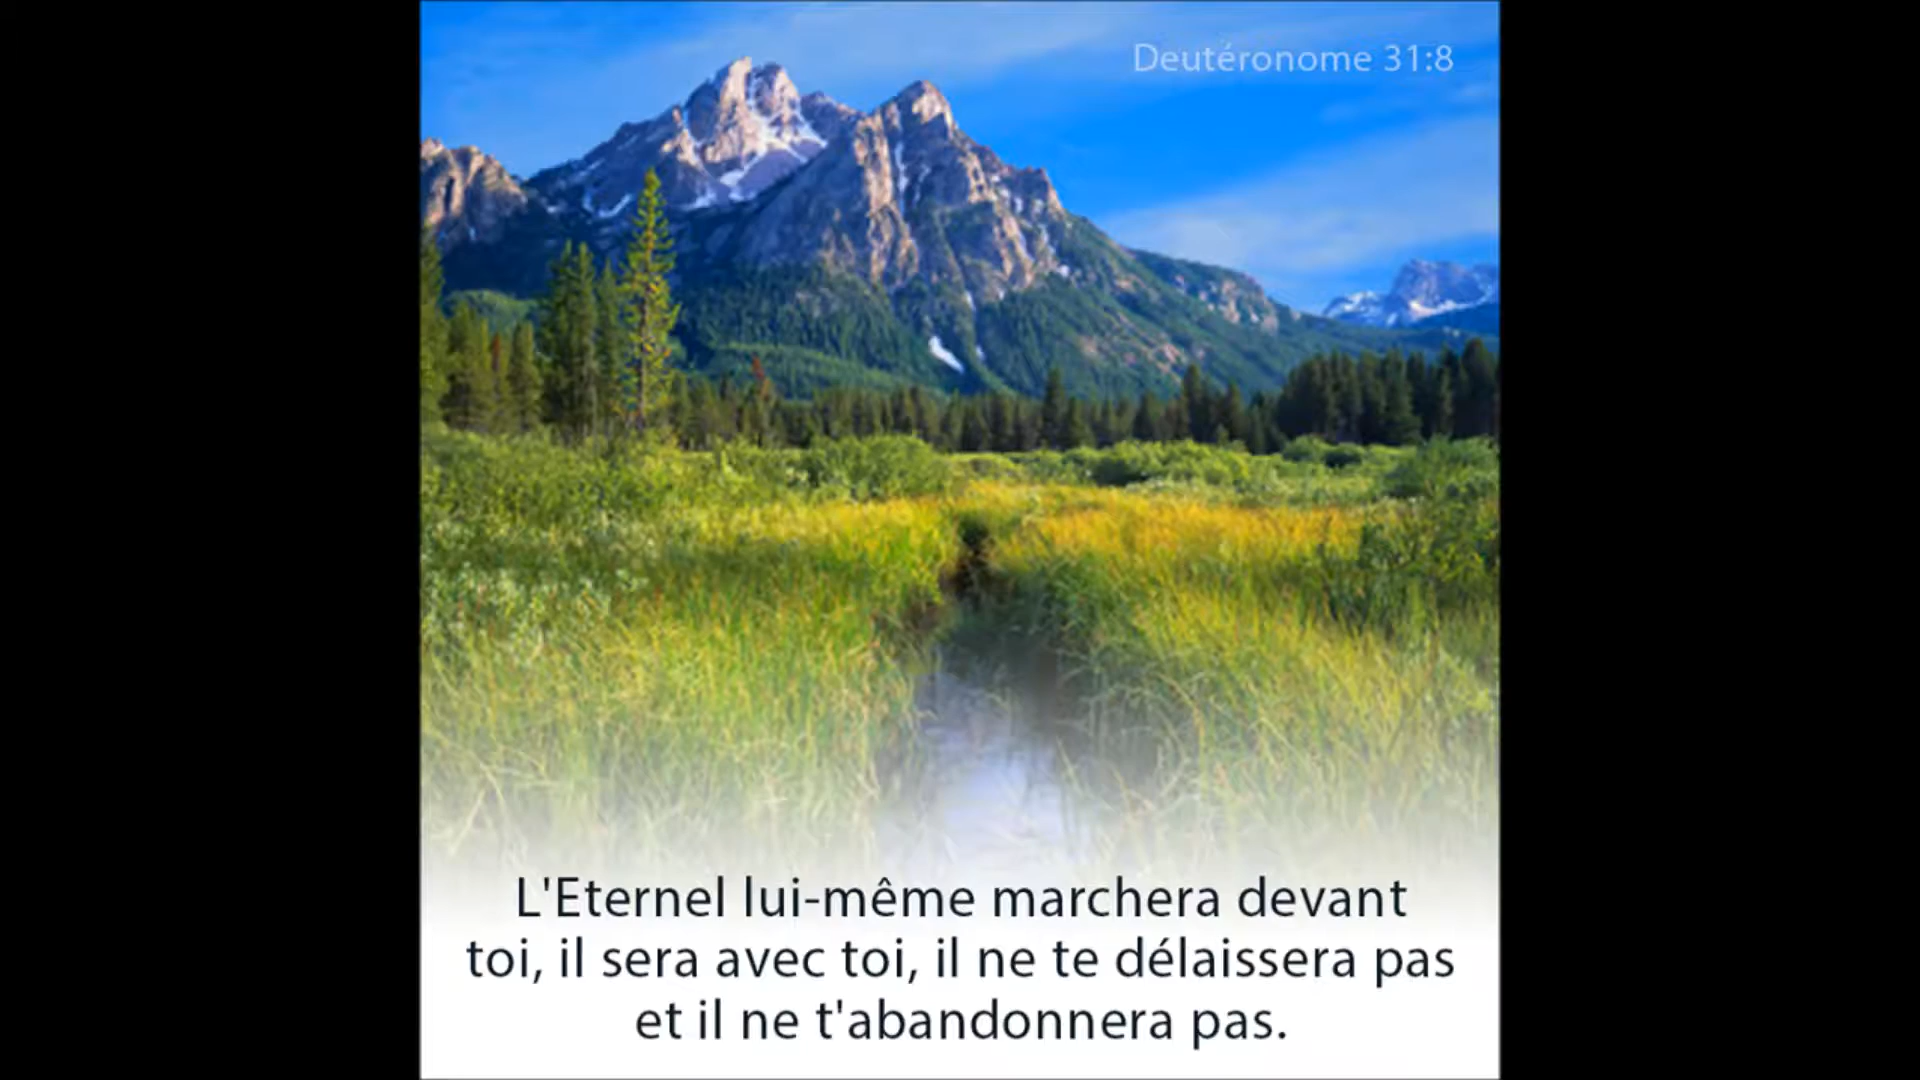 Deutéronome 31:8
L'Eternel lui-même marchera devant
toi, il sera avec toi, il ne te délaissera pas
et il ne t'abandonnera pas.